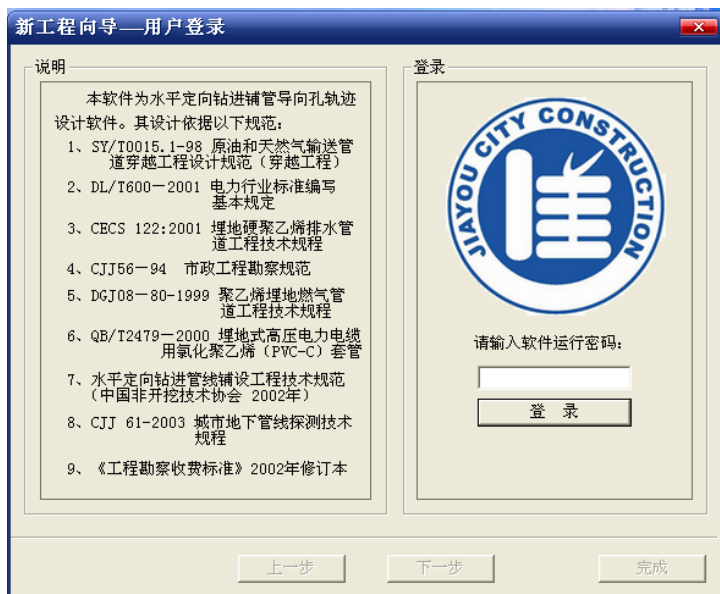 新工程向导—用户登录
说明
本软件为水平定向钻进铺管导向孔轨迹
设计软件。其设计依据以下规范:
1、SY/T0015.1-98 原油和天然气输送管
道穿越工程设计规范(穿越工程)
2、DL/T600—2001 电力行业标准编写
基本规定
3、CECS 122:2001 埋地硬聚乙烯排水管
道工程技术规程
4、CJJ56—94 市政工程勘察规范
5、DGJ08—80-1999 聚乙烯埋地燃气管
道工程技术规程
6、QB/T2479—2000 埋地式高压电力电缆
用氯化聚乙烯(PVC-C)套管
7、水平定向钻进管线铺设工程技术规范
(中国非开挖技术协会 2002年)
8、CJJ 61-2003 城市地下管线探测技术
规程
9、《工程勘察收费标准》2002年修订本
登录
JIAYOU CITY CONSTRUCTION
佳
请输入软件运行密码:
登 录
上一步
下一步
完成